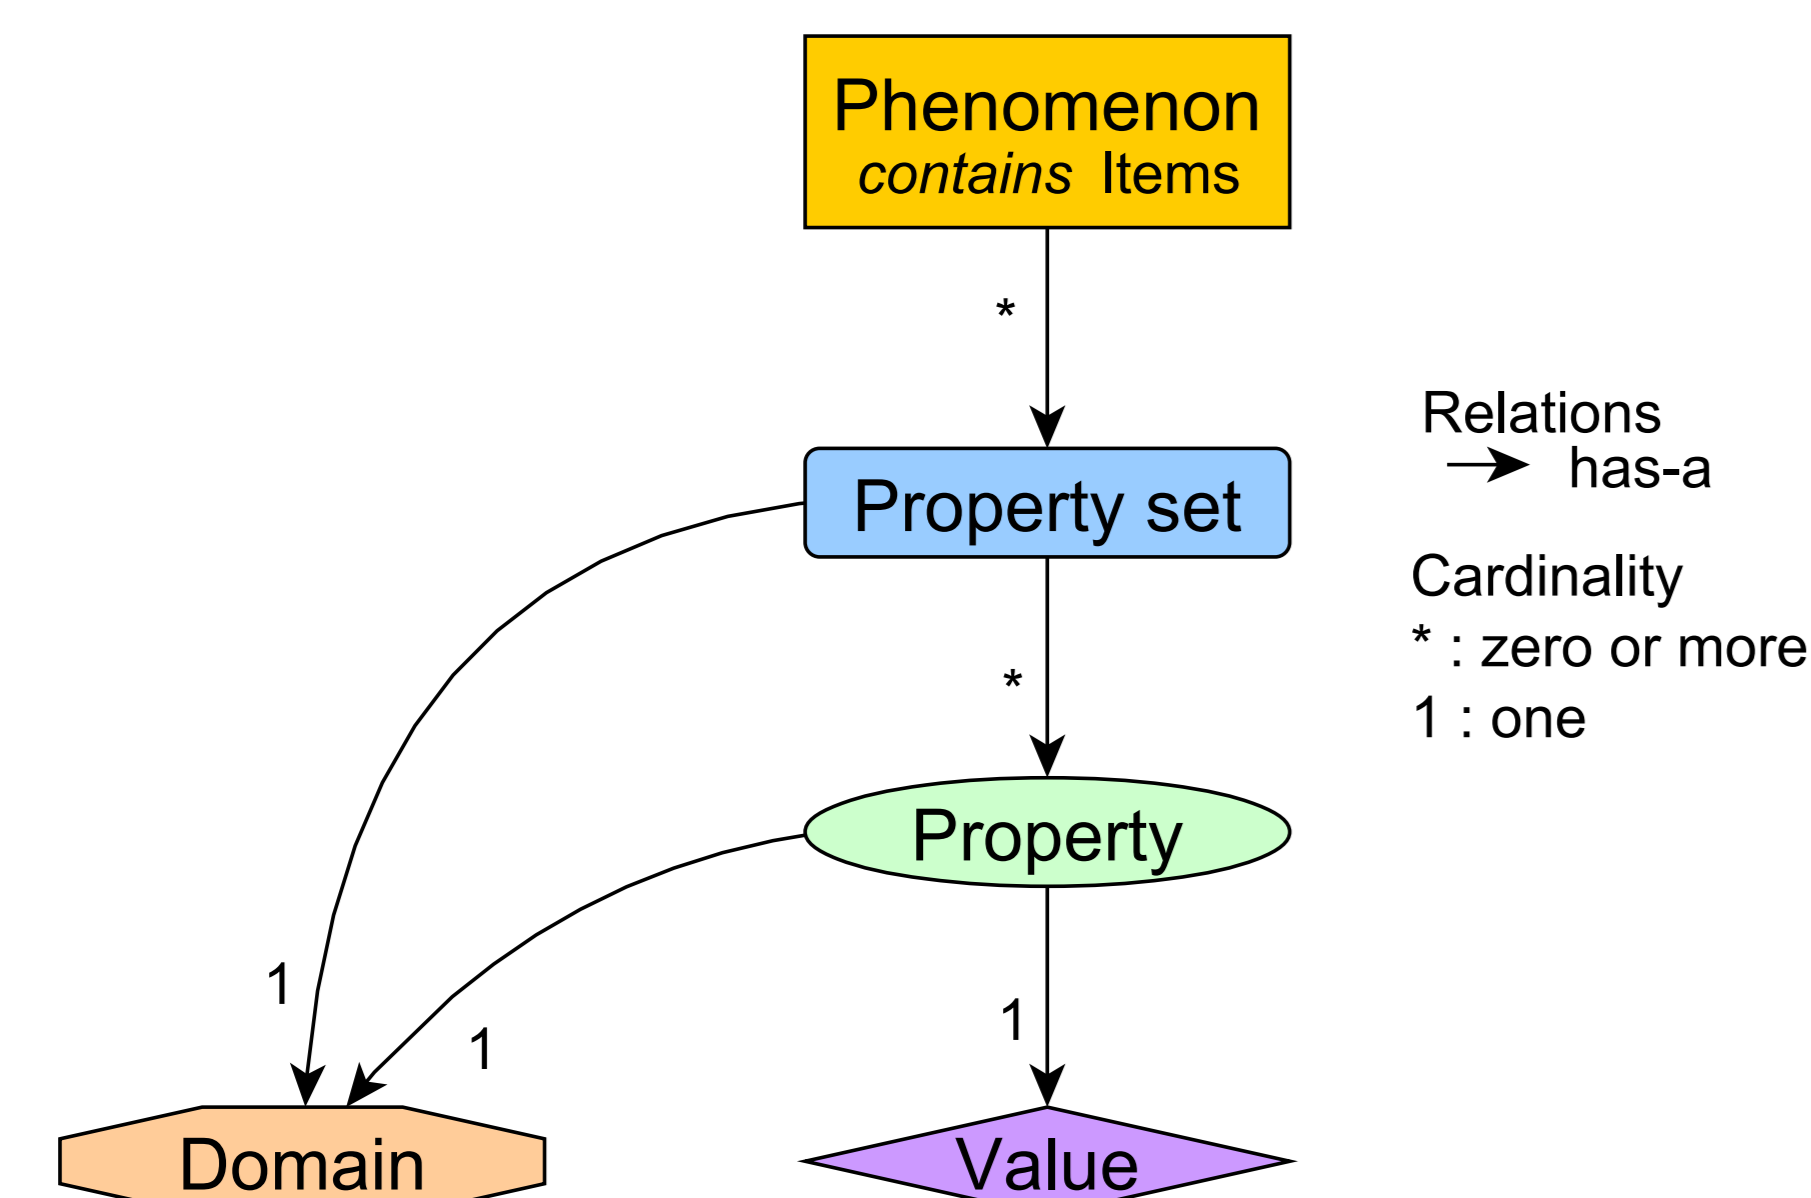 Phenomenon
contains Items
*
Property set
Relations
has-a
Cardinality
* : zero or more
1 : one
*
Property
1
1
1
Domain
Value